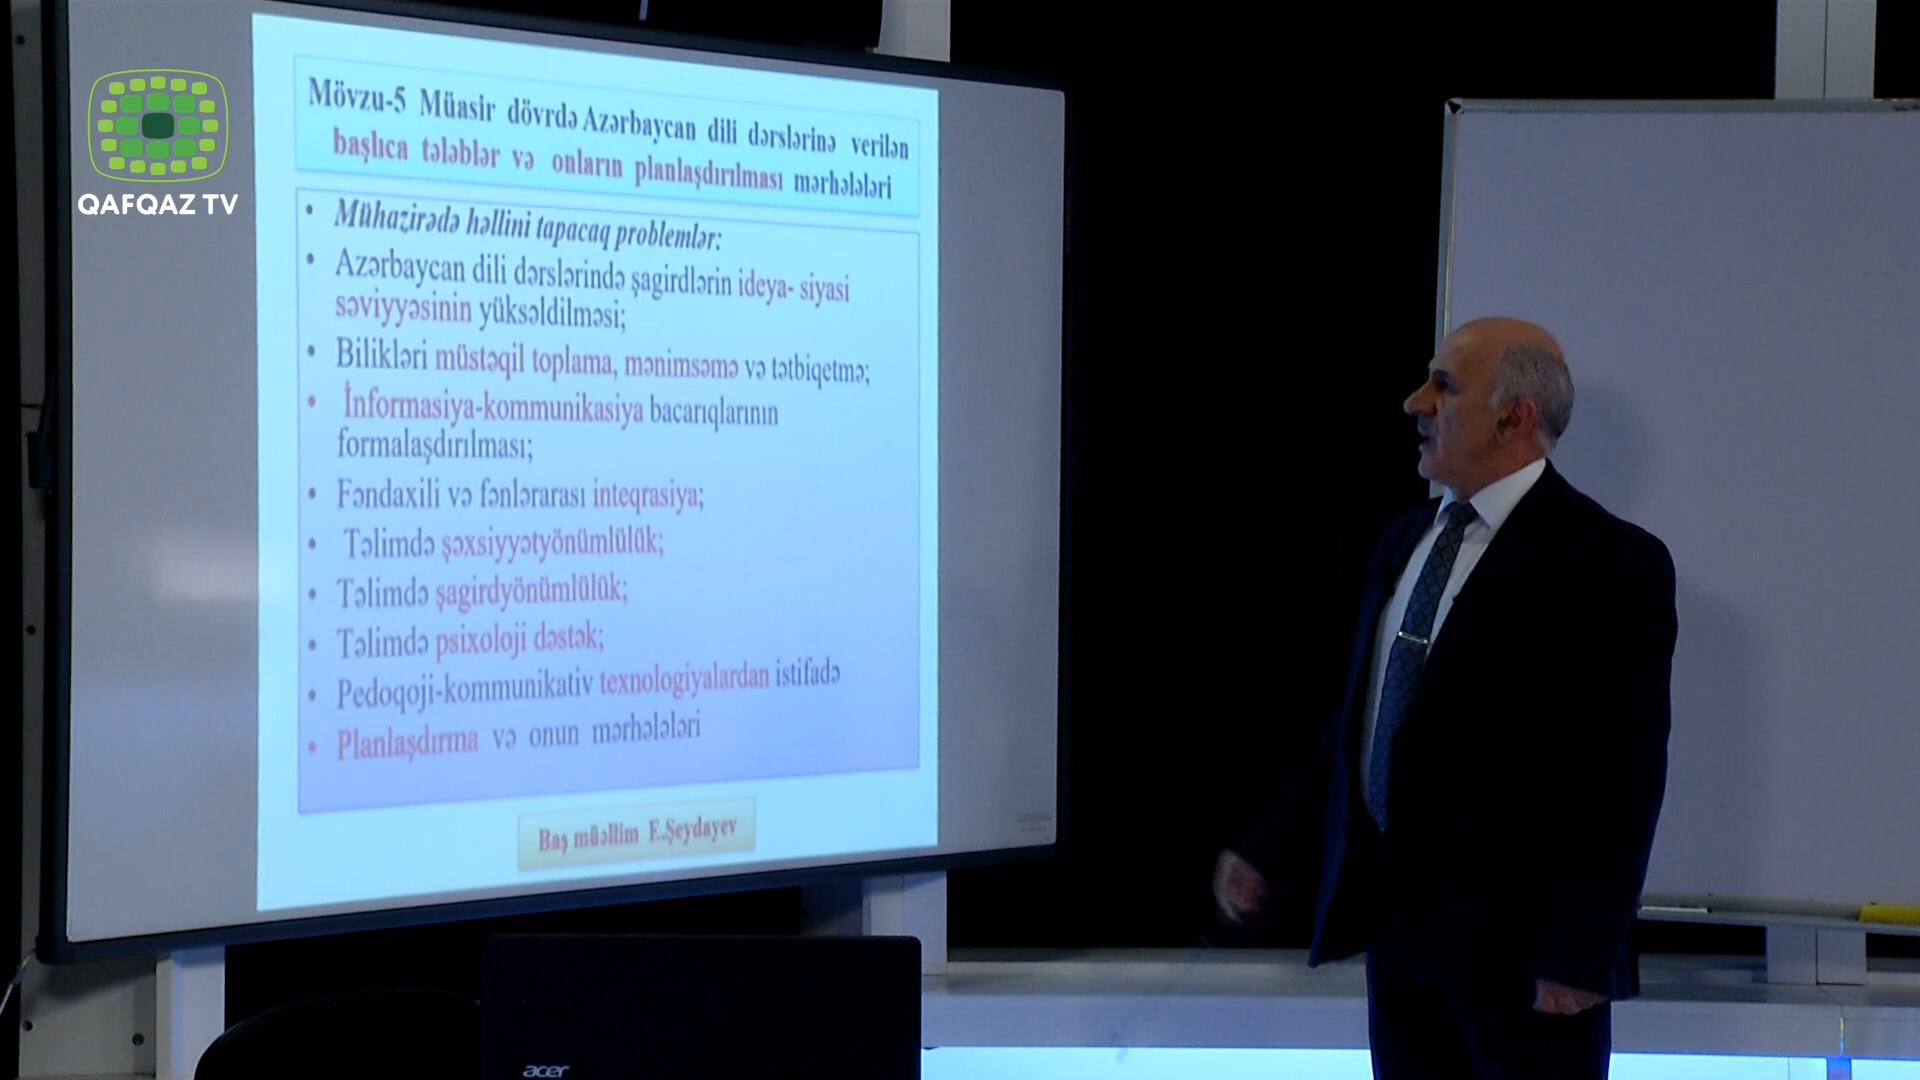 QAFQAZ TV
Mövzu-5 Müasir dövrdə Azərbaycan dili dərslərinə verilən
başlıca tələblər və onların planlaşdırılması mərhələləri
• Mühazirədə həllini tapacaq problemlər:
• Azərbaycan dili dərslərində şagirdlərin ideya- siyasi
səviyyəsinin yüksəldilməsi;
• Bilikləri müstəqil toplama, mənimsəmə və tətbiqetmə;
• İnformasiya-kommunikasiya bacarıqlarının
formalaşdırılması;
• Fəndaxili və fənlərarası inteqrasiya;
• Təlimdə şəxsiyyətyönümlülük;
• Təlimdə şagirdyönümlülük;
• Təlimdə psixoloji dəstək;
• Pedoqoji-kommunikativ texnologiyalardan istifadə
• Planlaşdırma və onun mərhələləri
Baş müəllim E.Şeydayev
acer